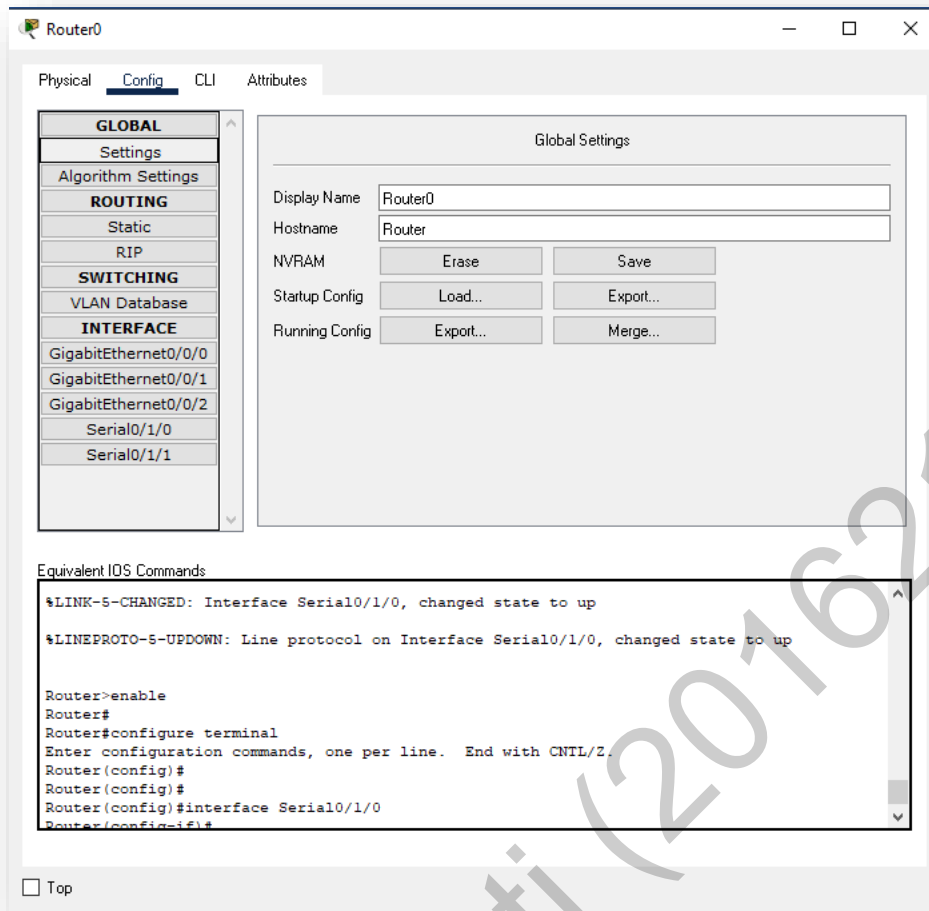 Router0
Physical Config CLI Attributes
GLOBAL
Settings
Algorithm Settings
ROUTING
Static
RIP
SWITCHING
VLAN Database
INTERFACE
GigabitEthernet0/0/0
GigabitEthernet0/0/1
GigabitEthernet0/0/2
Serial0/1/0
Serial0/1/1
Global Settings
Display Name Router0
Hostname Router
NVRAM Erase Save
Startup Config Load... Export...
Running Config Export... Merge...
Equivalent IOS Commands
%LINK-5-CHANGED: Interface Serial0/1/0, changed state to up
%LINEPROTO-5-UPDOWN: Line protocol on Interface Serial0/1/0, changed state to up
Router>enable
Router#
Router#configure terminal
Enter configuration commands, one per line. End with CNTL/Z.
Router(config)#
Router(config)#
Router(config)#interface Serial0/1/0
Router(config-if)#
Top